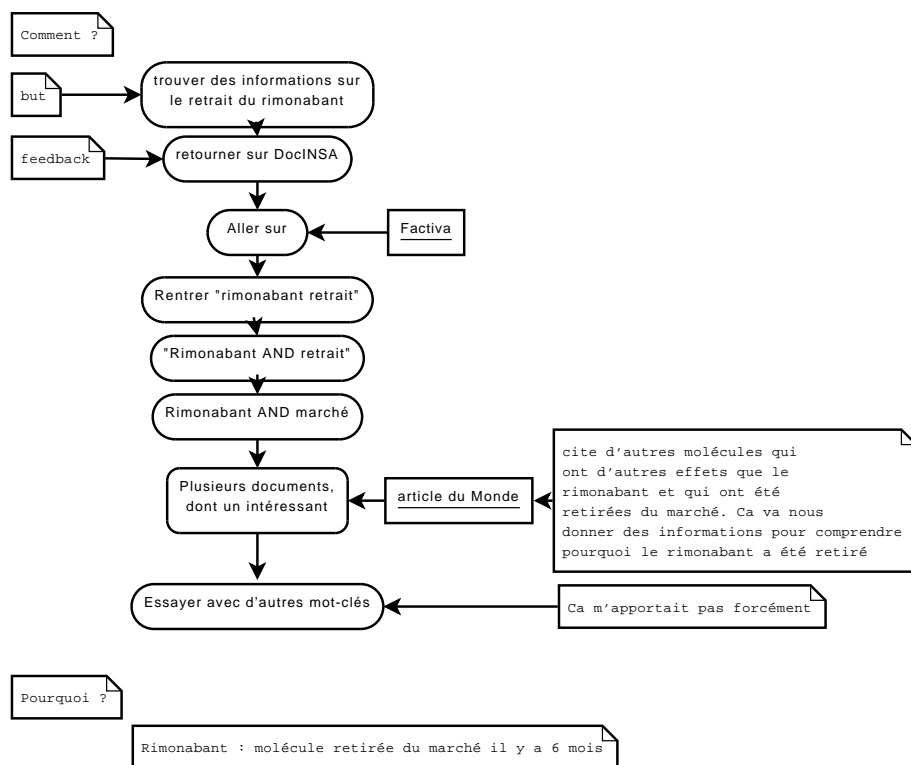 Comment ?
trouver des informations sur
le retrait du rimonabant
but
feedback
retourner sur DocINSA
Aller sur
Factiva
Rentrer "rimonabant retrait"
"Rimonabant AND retrait"
Rimonabant AND marché
Plusieurs documents,
dont un intéressant
article du Monde
cite d'autres molécules qui
ont d'autres effets que le
rimonabant et qui ont été
retirées du marché. Ca va nous
donner des informations pour comprendre
pourquoi le rimonabant a été retiré
Essayer avec d'autres mot-clés
Ca m'apportait pas forcément
Pourquoi ?
Rimonabant : molécule retirée du marché il y a 6 mois